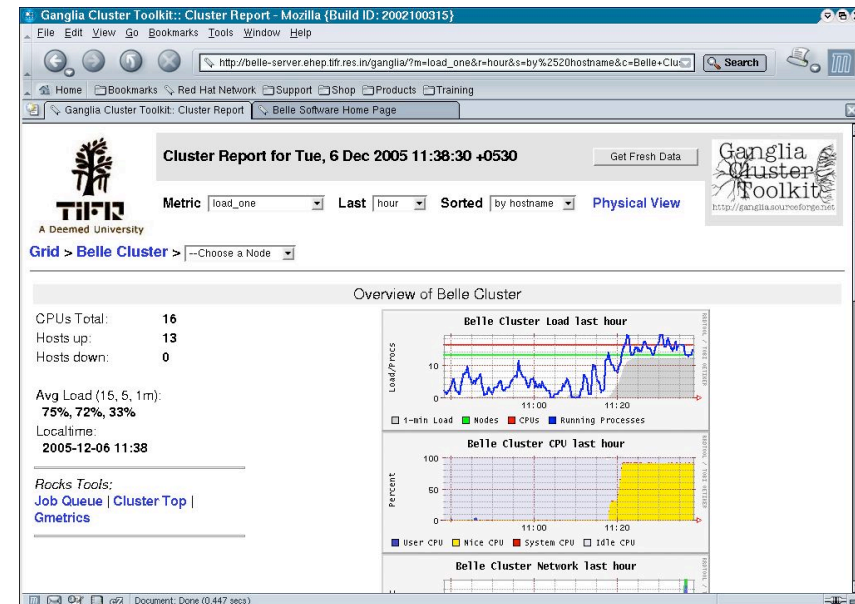 Ganglia Cluster Toolkit:: Cluster Report - Mozilla {Build ID: 2002100315}
File Edit View Go Bookmarks Tools Window Help
http://belle-server.ehep.tifr.res.in/ganglia/?m=load_one&r=hour&s=by%2520hostname&c=Belle+Clus
Search
Home Bookmarks Red Hat Network Support Shop Products Training
Ganglia Cluster Toolkit:: Cluster Report
Belle Software Home Page
TIFR
A Deemed University
Cluster Report for Tue, 6 Dec 2005 11:38:30 +0530
Get Fresh Data
Ganglia
Cluster
Toolkit
http://ganglia.sourceforge.net
Metric load_one Last hour Sorted by hostname Physical View
Grid > Belle Cluster > --Choose a Node
Overview of Belle Cluster
CPUs Total: 16
Hosts up: 13
Hosts down: 0
Avg Load (15, 5, 1m):
75%, 72%, 33%
Localtime:
2005-12-06 11:38
Rocks Tools:
Job Queue | Cluster Top |
Gmetrics
Belle Cluster Load last hour
Load/Procs
10
0
11:00 11:20
1-min Load Nodes CPUs Running Processes
RRDTOOL / TOBI OETIKER
Belle Cluster CPU last hour
Percent
100
50
0
11:00 11:20
User CPU Nice CPU System CPU Idle CPU
RRDTOOL / TOBI OETIKER
Belle Cluster Network last hour
Document: Done (0.447 secs)